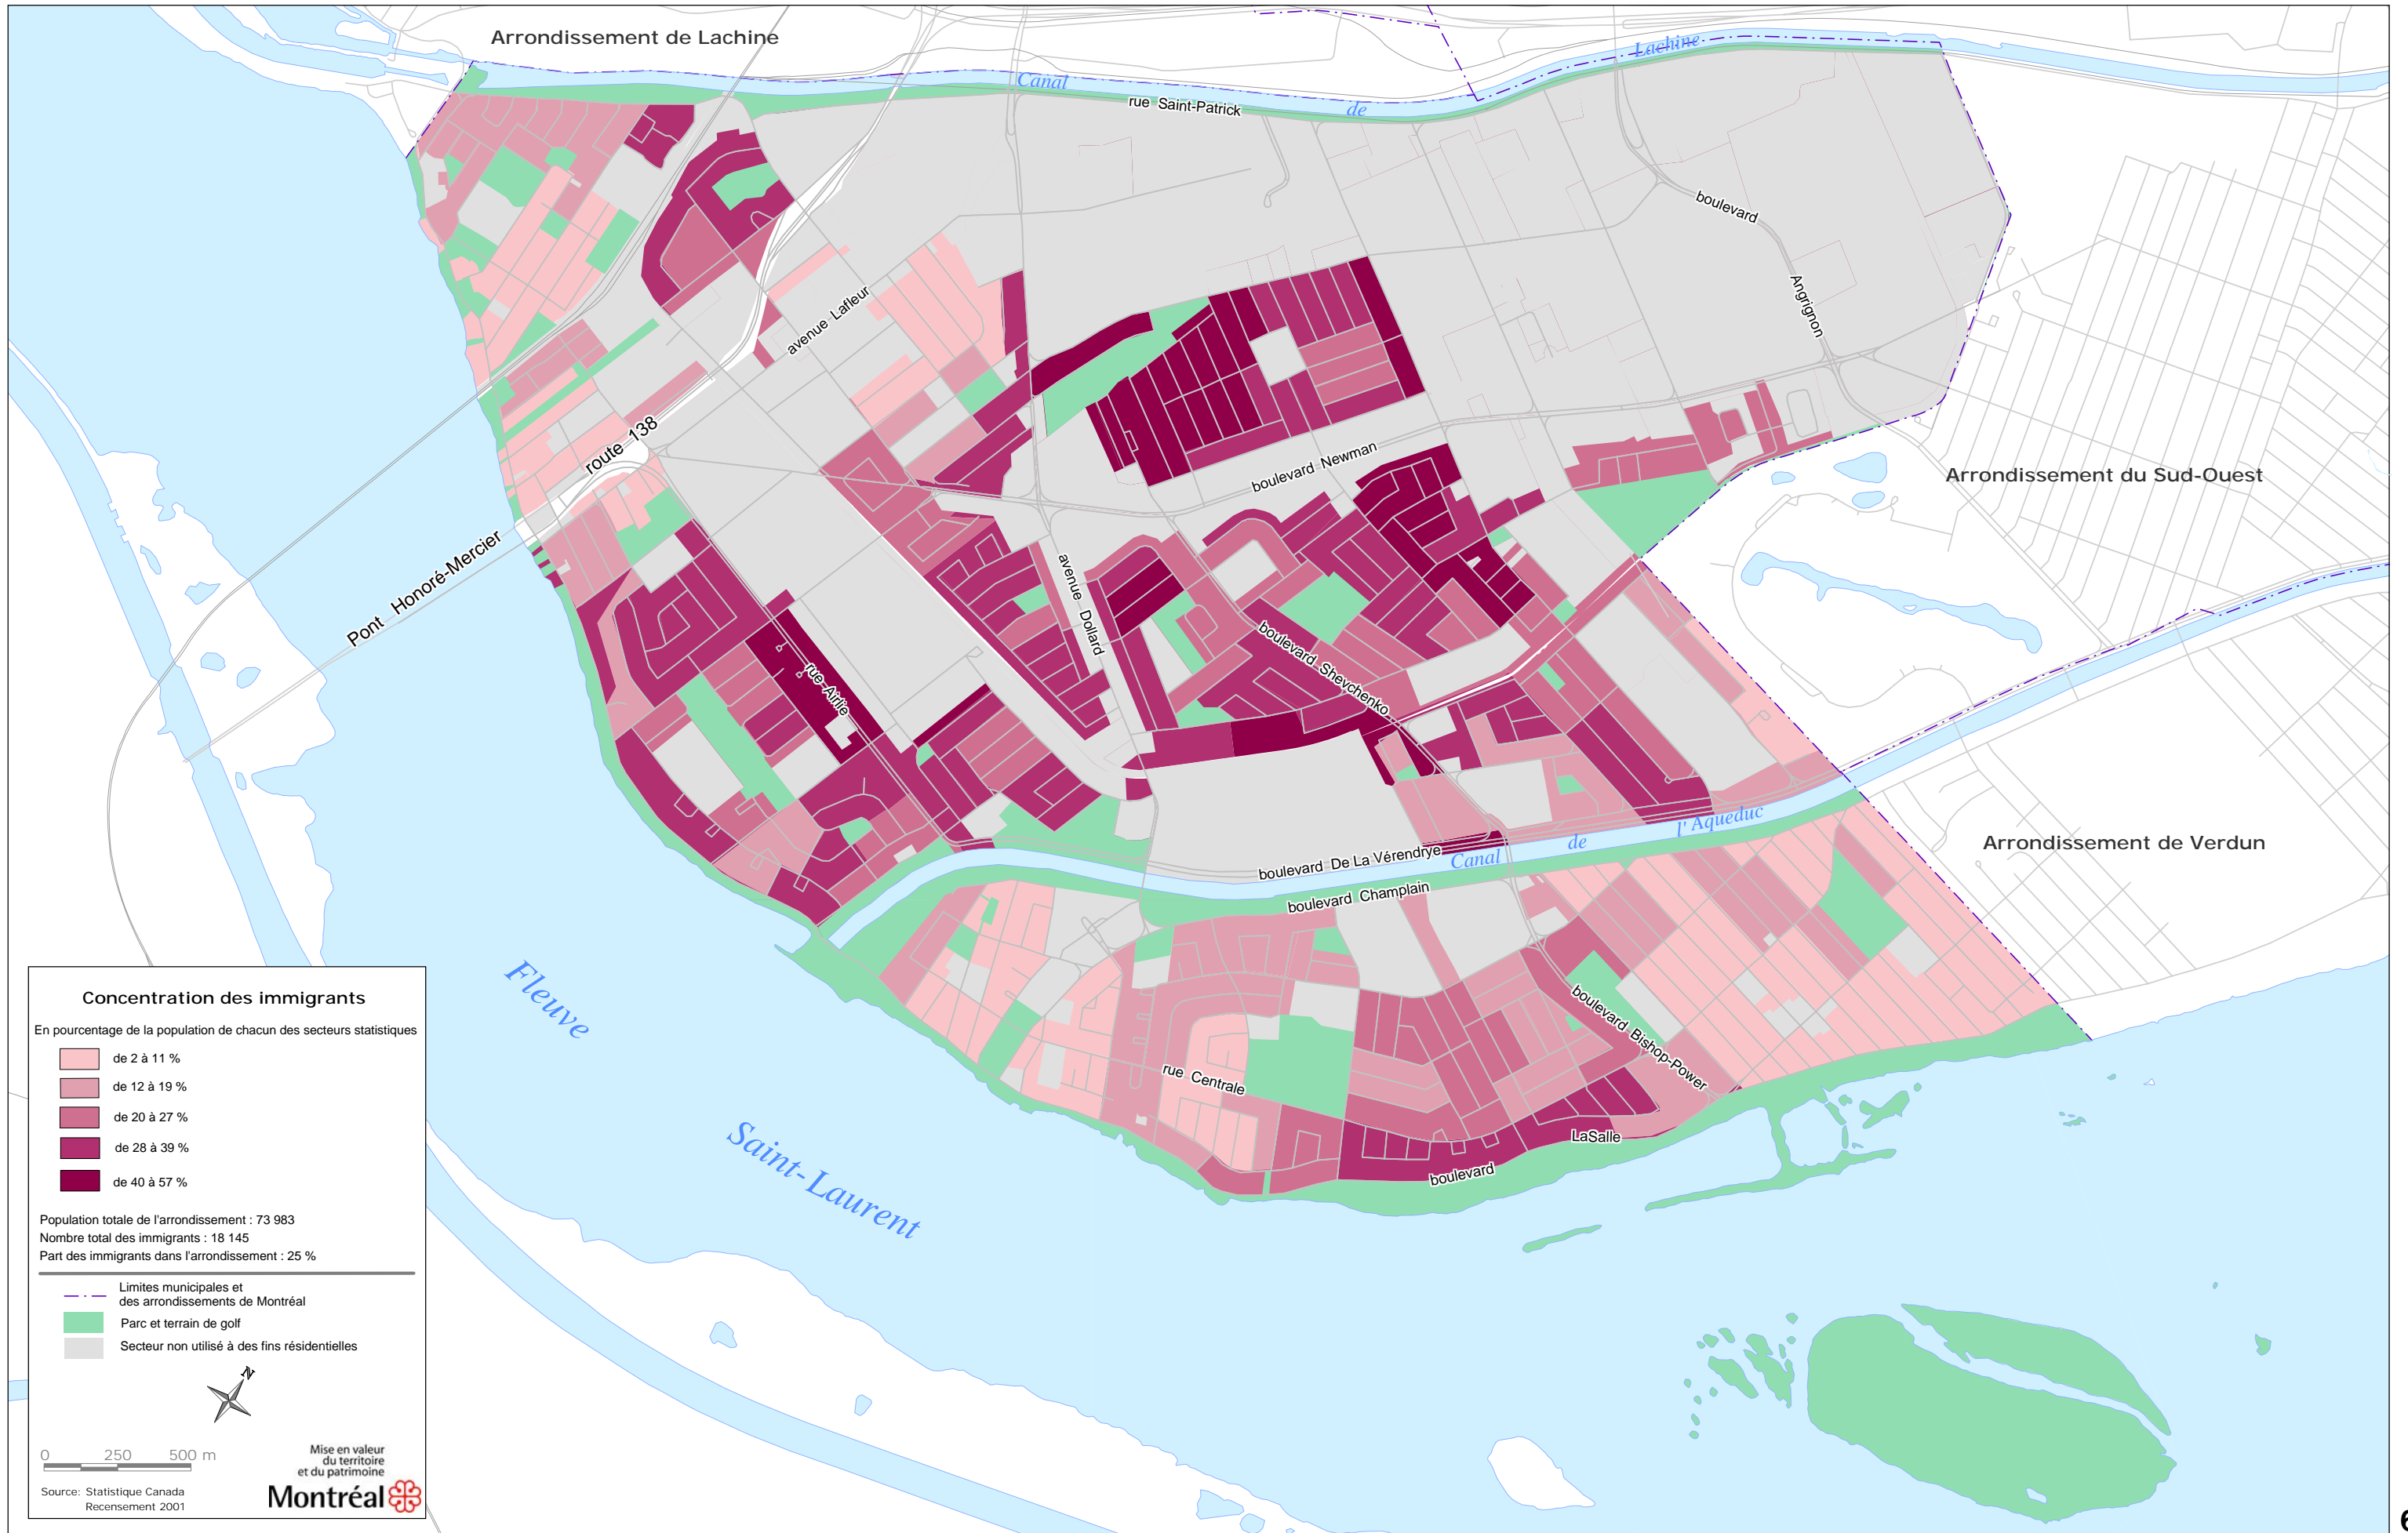 Arrondissement de Lachine
Canal
de
Lachine
rue Saint-Patrick
boulevard
Angrignon
avenue Lafleur
route 138
boulevard Newman
Arrondissement du Sud-Ouest
Pont Honoré-Mercier
avenue Dollard
boulevard Shevchenko
rue Airlie
boulevard De La Vérendrye
Canal
de
l' Aqueduc
Arrondissement de Verdun
boulevard Champlain
Fleuve
Saint-Laurent
boulevard Bishop-Power
rue Centrale
LaSalle
boulevard
Concentration des immigrants
En pourcentage de la population de chacun des secteurs statistiques
de 2 à 11 %
de 12 à 19 %
de 20 à 27 %
de 28 à 39 %
de 40 à 57 %
Population totale de l'arrondissement : 73 983
Nombre total des immigrants : 18 145
Part des immigrants dans l'arrondissement : 25 %
Limites municipales et
des arrondissements de Montréal
Parc et terrain de golf
Secteur non utilisé à des fins résidentielles
N
0 250 500 m
Mise en valeur
du territoire
et du patrimoine
Montréal
Source: Statistique Canada
Recensement 2001